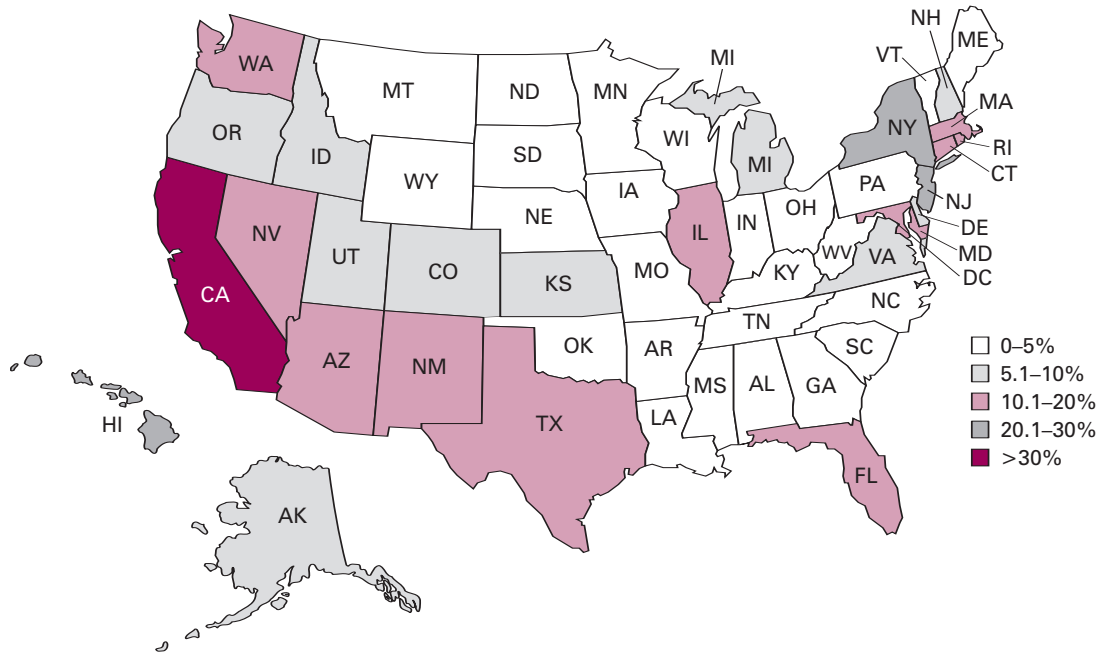 NH
ME
VT
MI
WA
MT
ND
MN
MA
OR
NY
WI
RI
ID
SD
MI
CT
WY
PA
IA
NJ
NE
OH
IN
IL
DE
NV
WV
MD
UT
VA
CO
MO
KY
DC
KS
CA
NC
TN
OK
AR
SC
0–5%
AZ
NM
5.1–10%
MS
AL
GA
10.1–20%
HI
TX
LA
20.1–30%
>30%
FL
AK